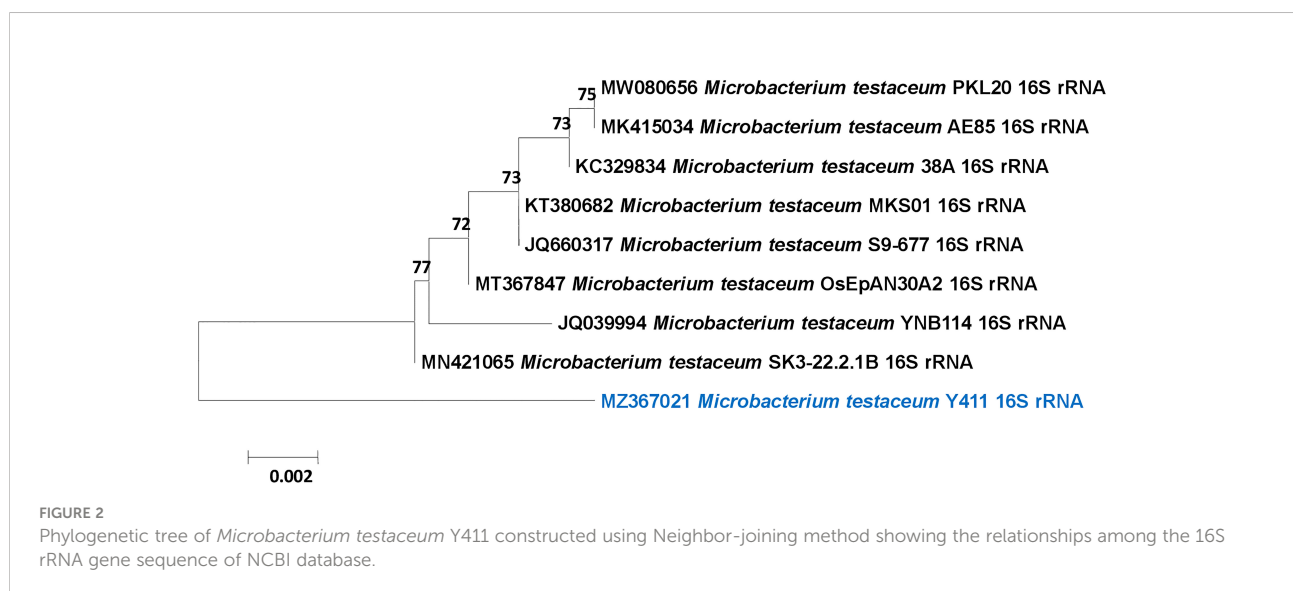 75
MW080656 Microbacterium testaceum PKL20 16S rRNA
73
MK415034 Microbacterium testaceum AE85 16S rRNA
KC329834 Microbacterium testaceum 38A 16S rRNA
73
KT380682 Microbacterium testaceum MKS01 16S rRNA
72
JQ660317 Microbacterium testaceum S9-677 16S rRNA
77
MT367847 Microbacterium testaceum OsEpAN30A2 16S rRNA
JQ039994 Microbacterium testaceum YNB114 16S rRNA
MN421065 Microbacterium testaceum SK3-22.2.1B 16S rRNA
MZ367021 Microbacterium testaceum Y411 16S rRNA
0.002
FIGURE 2
Phylogenetic tree of Microbacterium testaceum Y411 constructed using Neighbor-joining method showing the relationships among the 16S
rRNA gene sequence of NCBI database.